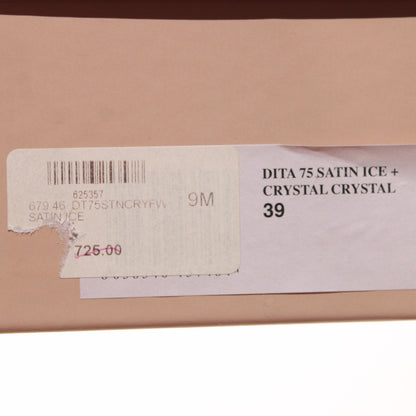 625357
679 46 DT75STNCRYFW
SATIN ICE
9M
725.00
DITA 75 SATIN ICE +
CRYSTAL CRYSTAL
39